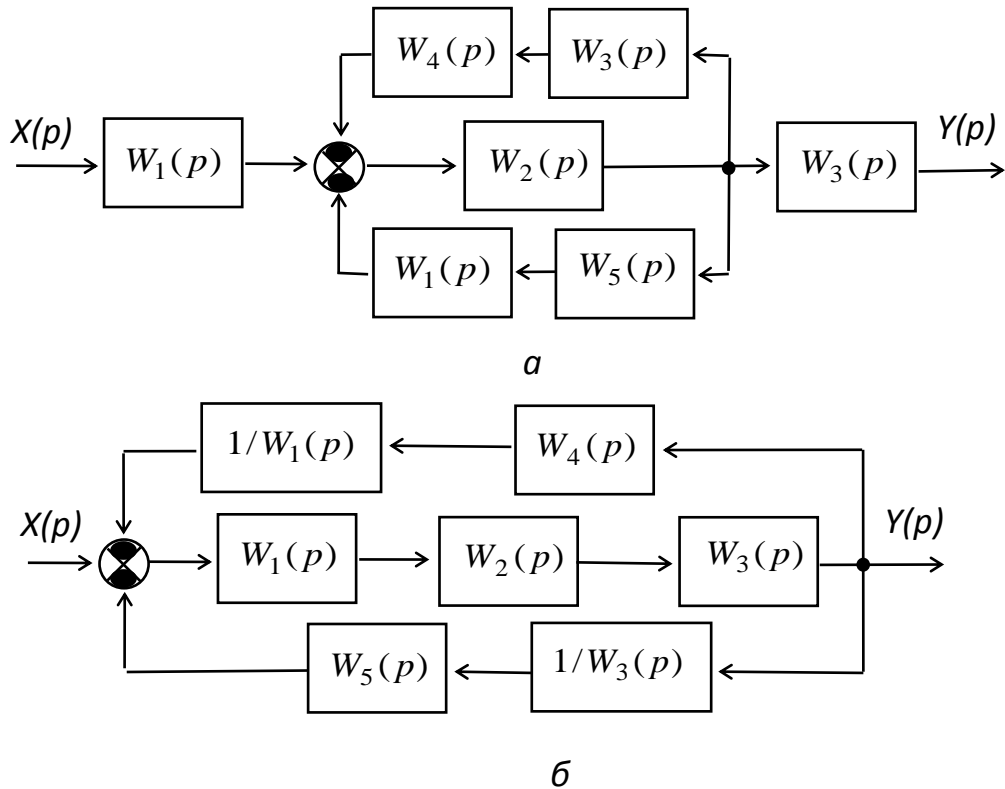 W₄(p) W₃(p)
X(p) W₁(p) W₂(p) W₃(p) Y(p)
W₁(p) W₅(p)
а
1/W₁(p) W₄(p)
X(p) W₁(p) W₂(p) W₃(p) Y(p)
W₅(p) 1/W₃(p)
б